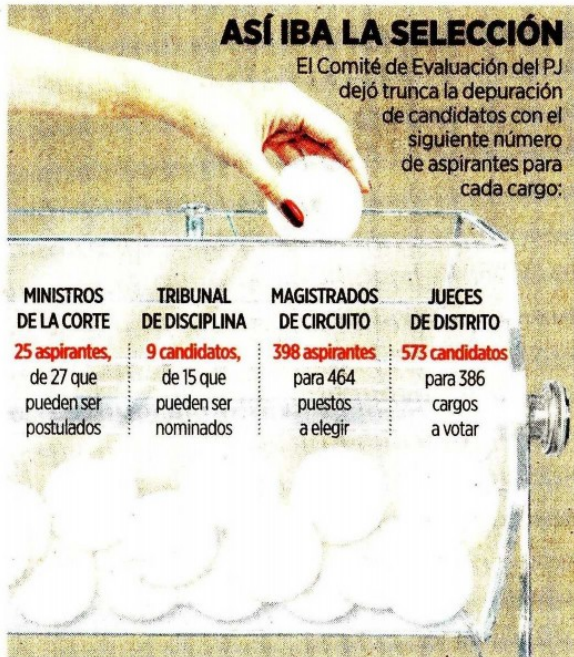 ASÍ IBA LA SELECCIÓN
El Comité de Evaluación del PJ
dejó trunca la depuración
de candidatos con el
siguiente número
de aspirantes para
cada cargo:
MINISTROS
DE LA CORTE
25 aspirantes,
de 27 que
pueden ser
postulados
TRIBUNAL
DE DISCIPLINA
9 candidatos,
de 15 que
pueden ser
nominados
MAGISTRADOS
DE CIRCUITO
398 aspirantes
para 464
puestos
a elegir
JUECES
DE DISTRITO
573 candidatos
para 386
cargos
a votar